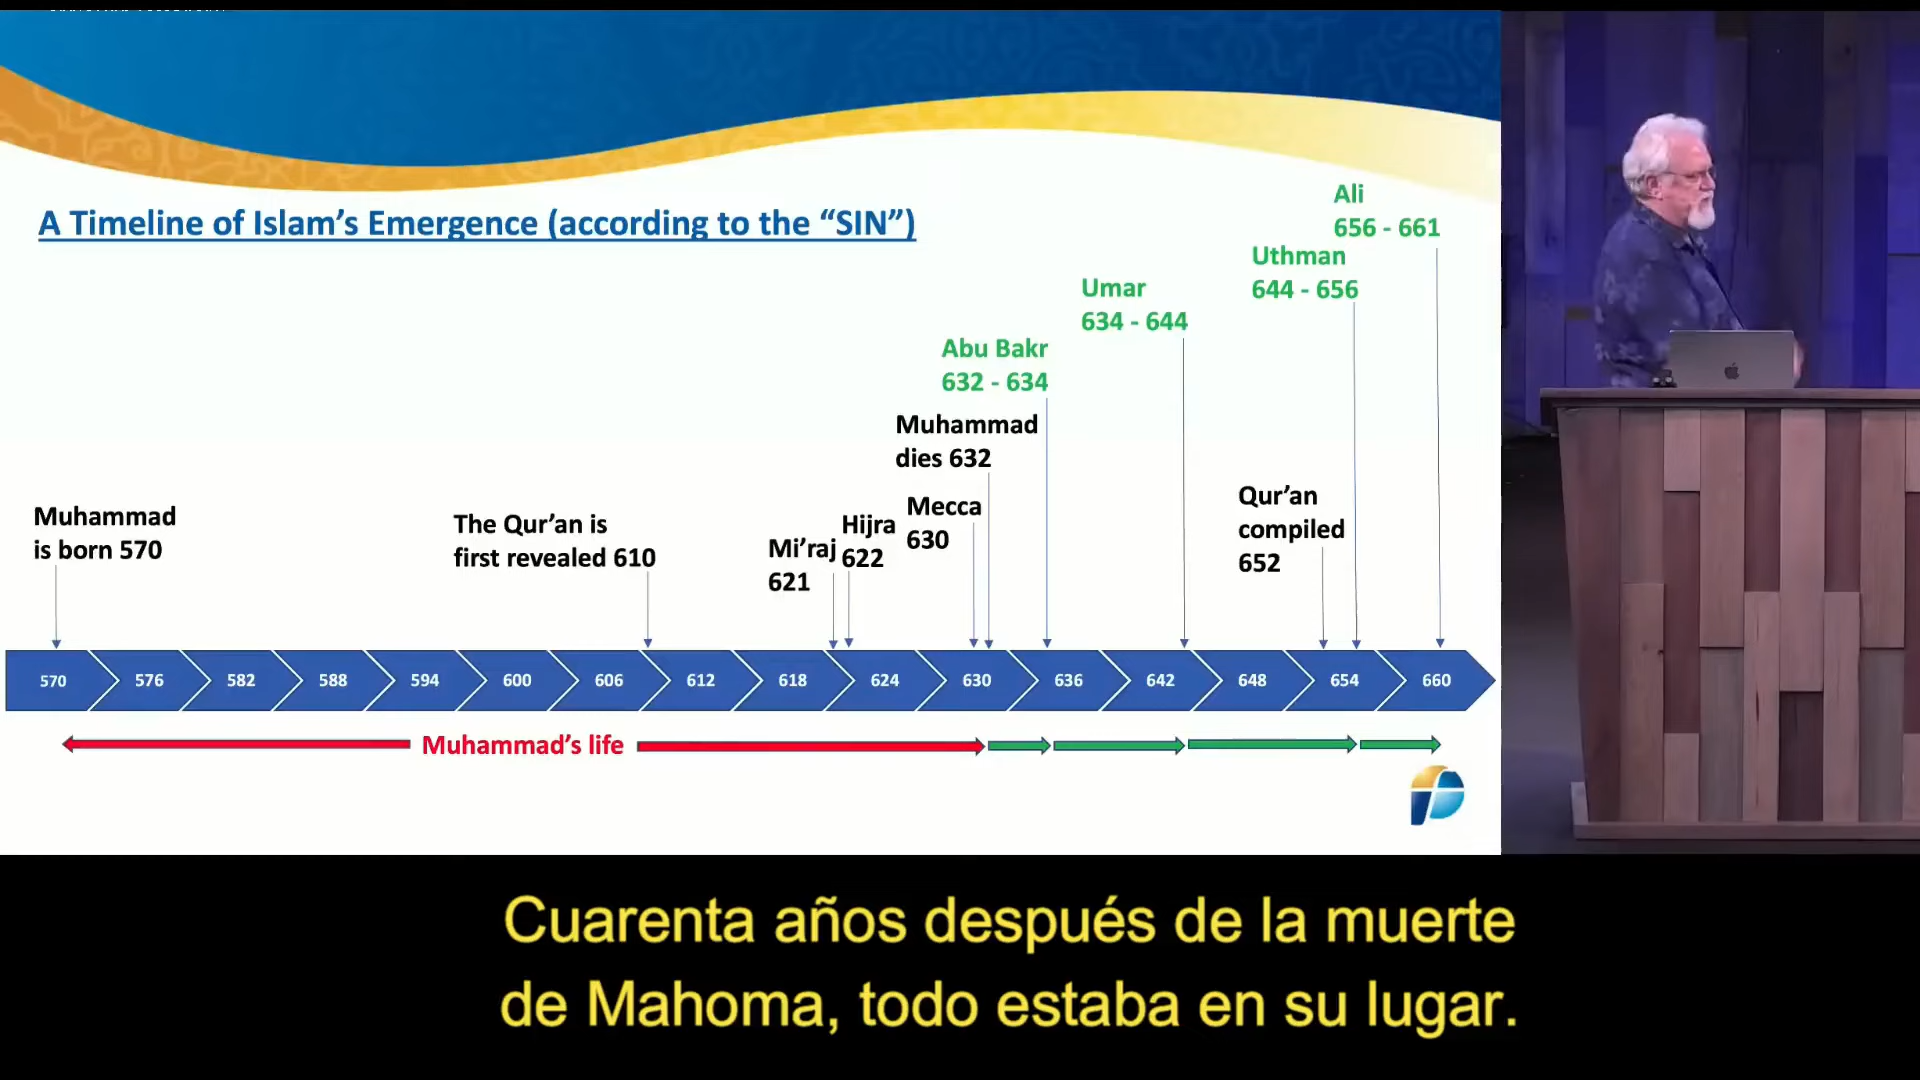 A Timeline of Islam’s Emergence (according to the “SIN”)
Ali
656 - 661
Uthman
644 - 656
Umar
634 - 644
Abu Bakr
632 - 634
Muhammad
dies 632
Mecca
630
Hijra
622
Mi’raj
621
The Qur’an is
first revealed 610
Muhammad
is born 570
Qur’an
compiled
652
570 576 582 588 594 600 606 612 618 624 630 636 642 648 654 660
Muhammad’s life
Cuarenta años después de la muerte
de Mahoma, todo estaba en su lugar.